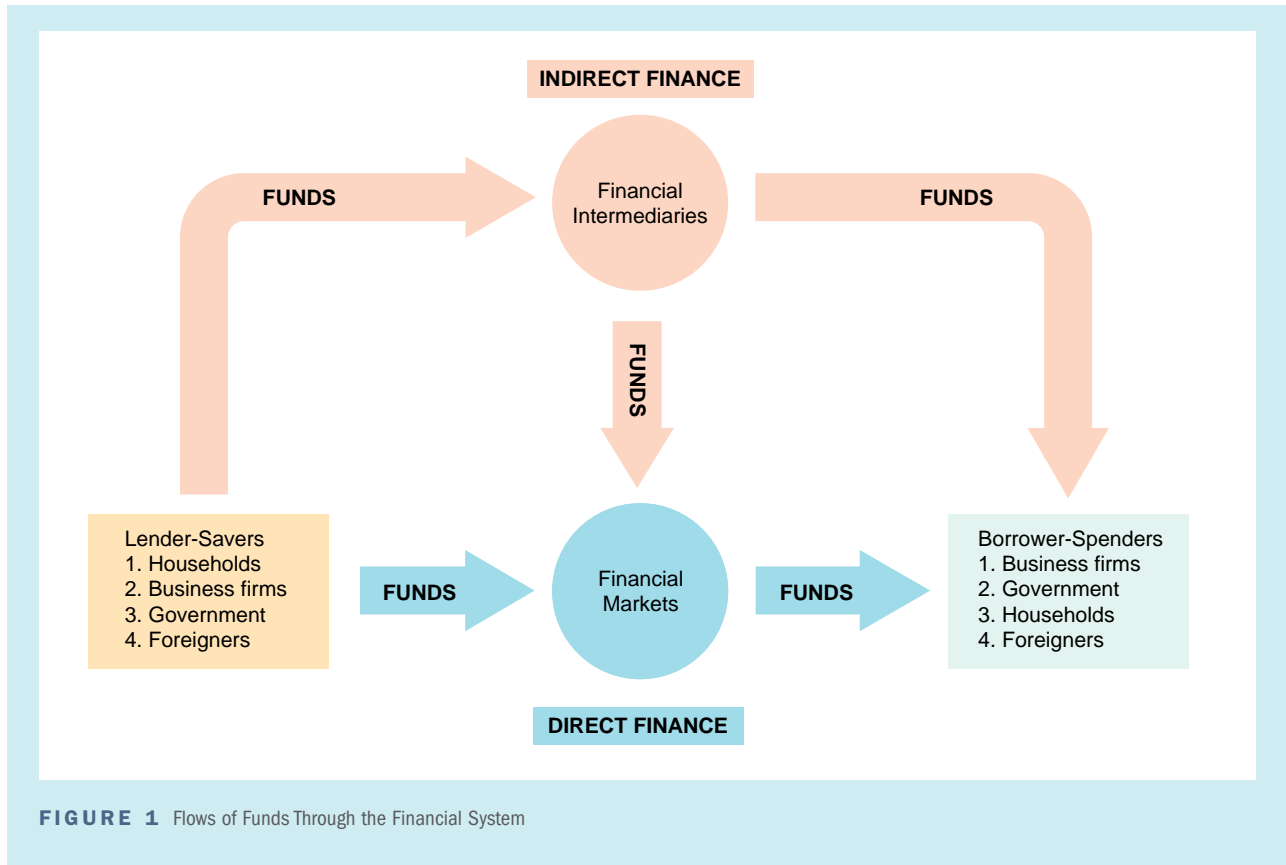 INDIRECT FINANCE
FUNDS
Financial
Intermediaries
FUNDS
FUNDS
Lender-Savers
1. Households
2. Business firms
3. Government
4. Foreigners
FUNDS
Financial
Markets
FUNDS
Borrower-Spenders
1. Business firms
2. Government
3. Households
4. Foreigners
DIRECT FINANCE
FIGURE 1 Flows of Funds Through the Financial System